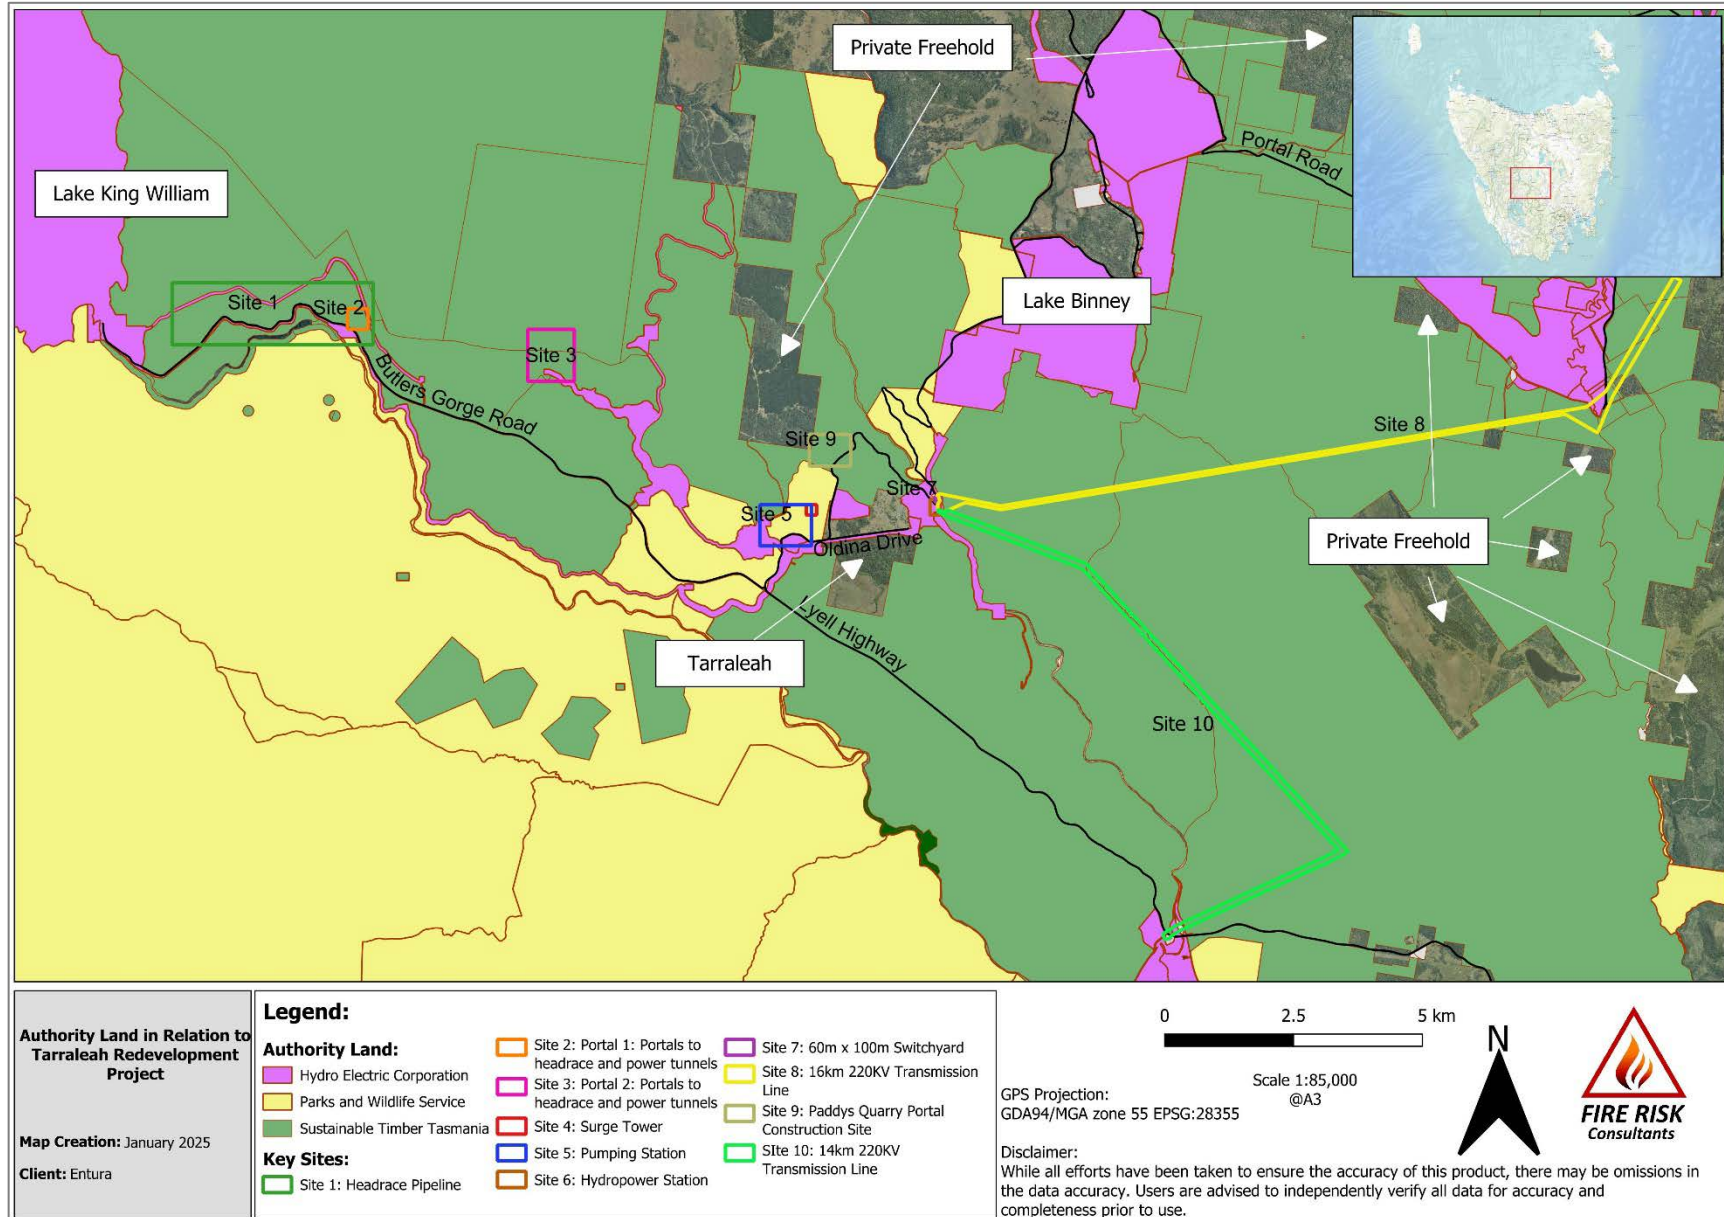 Private Freehold
Portal Road
Lake King William
Lake Binney
Site 1
Site 2
Site 3
Butlers Gorge Road
Site 8
Site 9
Site 7
Site 5
Oldina Drive
Private Freehold
Lyell Highway
Tarraleah
Site 10
Authority Land in Relation to
Tarraleah Redevelopment
Project
Map Creation: January 2025
Client: Entura
Legend:
Authority Land:
Hydro Electric Corporation
Parks and Wildlife Service
Sustainable Timber Tasmania
Key Sites:
Site 1: Headrace Pipeline
Site 2: Portal 1: Portals to
headrace and power tunnels
Site 3: Portal 2: Portals to
headrace and power tunnels
Site 4: Surge Tower
Site 5: Pumping Station
Site 6: Hydropower Station
Site 7: 60m x 100m Switchyard
Site 8: 16km 220KV Transmission
Line
Site 9: Paddys Quarry Portal
Construction Site
SIte 10: 14km 220KV
Transmission Line
0 2.5 5 km
Scale 1:85,000
@A3
GPS Projection:
GDA94/MGA zone 55 EPSG:28355
N
FIRE RISK
Consultants
Disclaimer:
While all efforts have been taken to ensure the accuracy of this product, there may be omissions in
the data accuracy. Users are advised to independently verify all data for accuracy and
completeness prior to use.